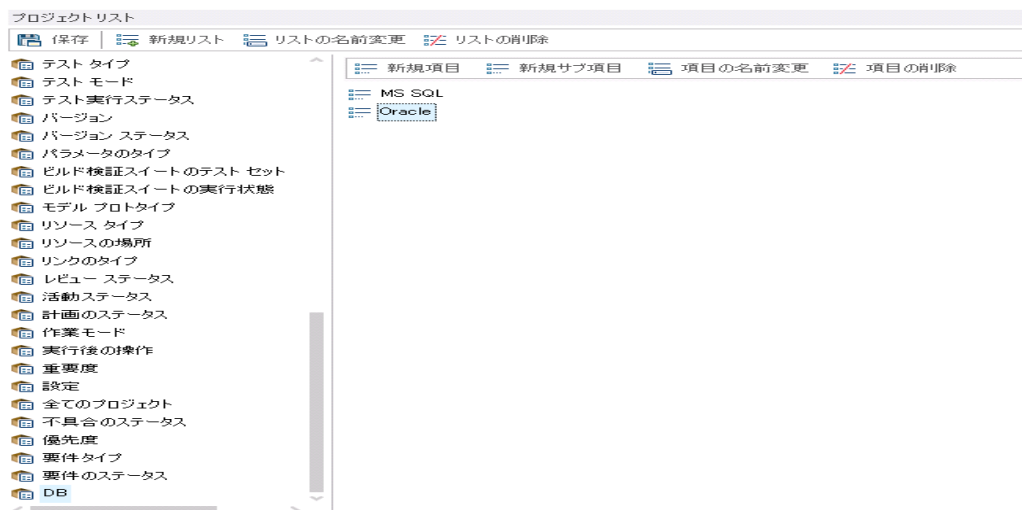 プロジェクトリスト
保存 新規リスト リストの名前変更 リストの削除
テスト タイプ
テスト モード
テスト実行ステータス
バージョン
バージョン ステータス
パラメータのタイプ
ビルド検証スイートのテスト セット
ビルド検証スイートの実行状態
モデル プロトタイプ
リソース タイプ
リソースの場所
リンクのタイプ
レビュー ステータス
活動ステータス
計画のステータス
作業モード
実行後の操作
重要度
設定
全てのプロジェクト
不具合のステータス
優先度
要件タイプ
要件のステータス
DB
新規項目 新規サブ項目 項目の名前変更 項目の削除
MS SQL
Oracle